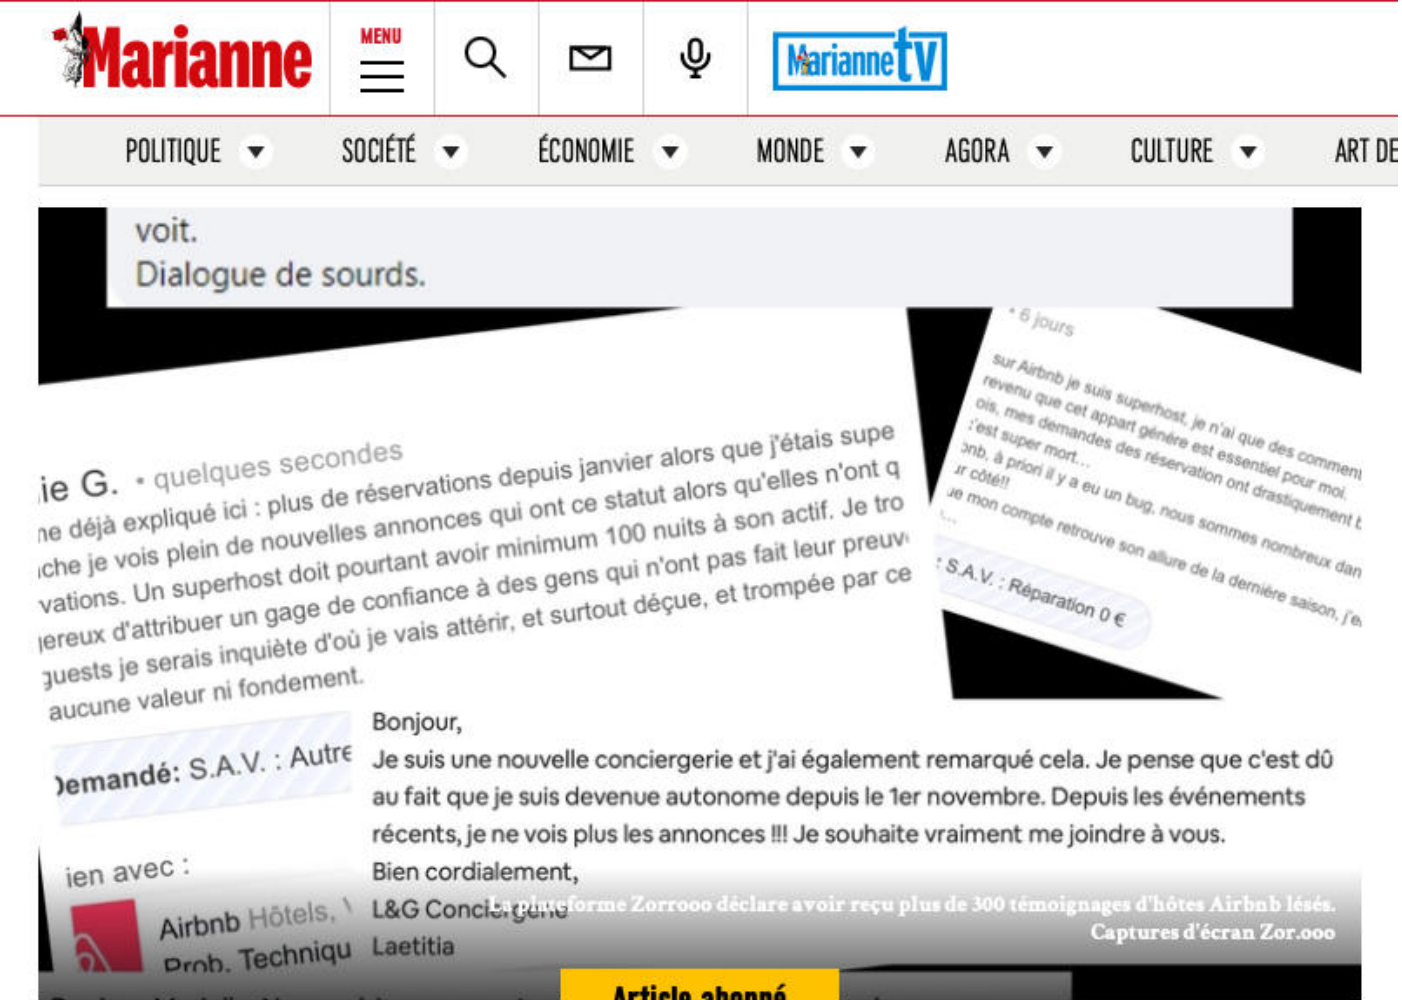 Marianne
MENU
Mariannetv
POLITIQUE
SOCIÉTÉ
ÉCONOMIE
MONDE
AGORA
CULTURE
ART DE
voit.
Dialogue de sourds.
ie G. • quelques secondes
déjà expliqué ici : plus de réservations depuis janvier alors que j'étais supe
che je vois plein de nouvelles annonces qui ont ce statut alors qu'elles n'ont q
vations. Un superhost doit pourtant avoir minimum 100 nuits à son actif. Je tro
gereux d'attribuer un gage de confiance à des gens qui n'ont pas fait leur preuv
guests je serais inquiète d'où je vais attérir, et surtout déçue, et trompée par ce
aucune valeur ni fondement.
Demandé: S.A.V. : Autre
ien avec :
Airbnb Hôtels,
Prob. Techniqu
• 6 jours
sur Airbnb je suis superhost, je n'ai que des comment
revenu que cet appart génére est essentiel pour moi.
ois, mes demandes des réservation ont drastiquement
c'est super mort...
bnb, à priori il y a eu un bug, nous sommes nombreux dan
ur côté!!
ue mon compte retrouve son allure de la dernière saison, j'e
: S.A.V. : Réparation 0 €
Bonjour,
Je suis une nouvelle conciergerie et j'ai également remarqué cela. Je pense que c'est dû
au fait que je suis devenue autonome depuis le 1er novembre. Depuis les événements
récents, je ne vois plus les annonces !!! Je souhaite vraiment me joindre à vous.
Bien cordialement,
L&G Conciergerie
Laetitia
La plateforme Zorrooo déclare avoir reçu plus de 300 témoignages d'hôtes Airbnb lésés.
Captures d'écran Zor.ooo
Article abonné